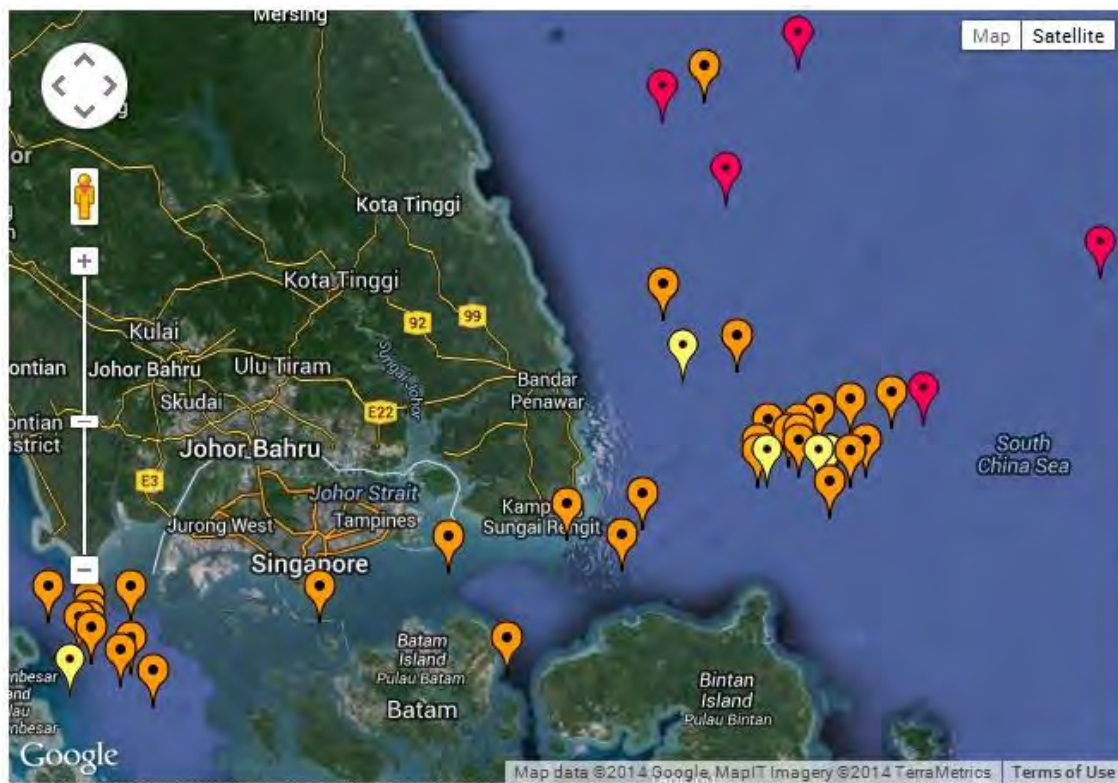 Mersing
Map Satellite
Kota Tinggi
Kota Tinggi
92
99
Kulai
Johor Bahru
Ulu Tiram
Sungai Johor
Skudai
Bandar
Penawar
E22
Johor Bahru
E3
South
China Sea
Johor Strait
Jurong West
Tampines
Sungai Rengit
Singapore
Batam
Island
Pulau Batam
Batam
Bintan
Island
Pulau Bintan
Google
Map data ©2014 Google, MapIT Imagery ©2014 TerraMetrics
Terms of Use